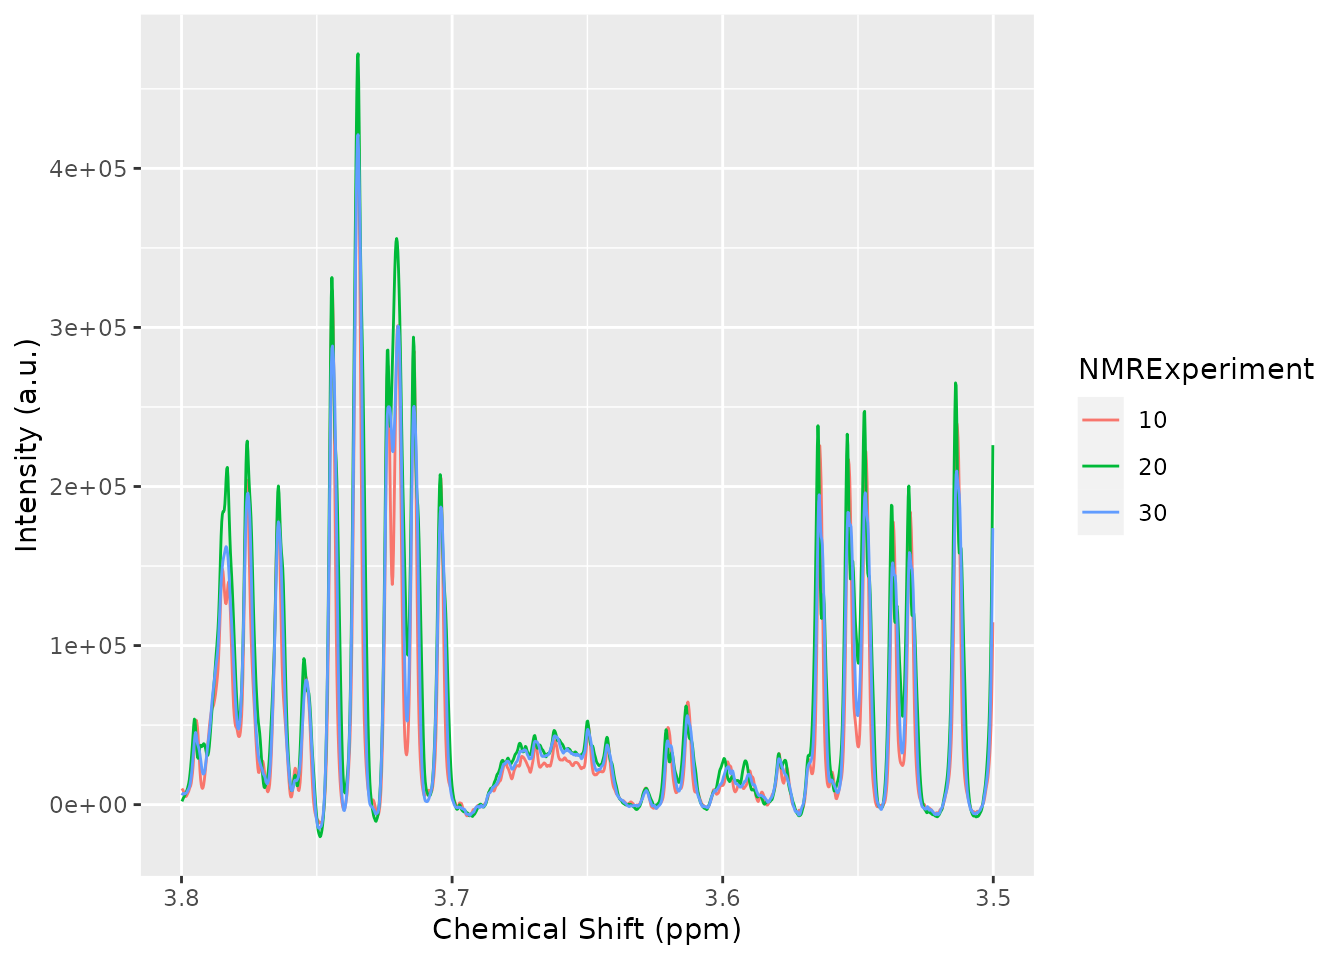 Intensity (a.u.)
4e+05
3e+05
2e+05
1e+05
0e+00
3.8
3.7
3.6
3.5
Chemical Shift (ppm)
NMRExperiment
10
20
30